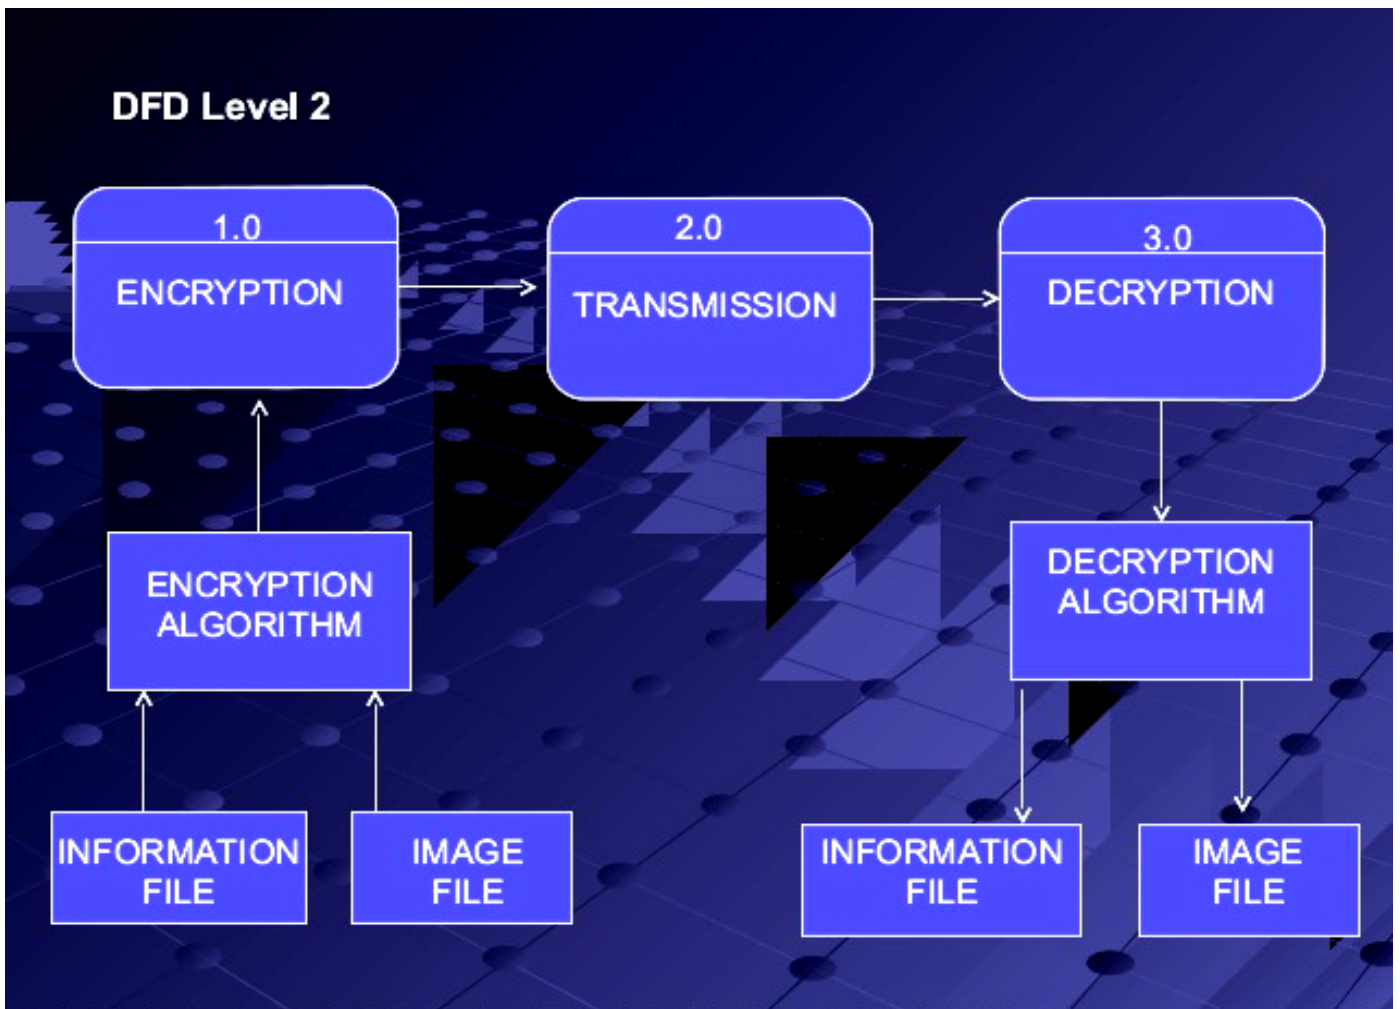 DFD Level 2
1.0
ENCRYPTION
2.0
TRANSMISSION
3.0
DECRYPTION
ENCRYPTION
ALGORITHM
DECRYPTION
ALGORITHM
INFORMATION
FILE
IMAGE
FILE
INFORMATION
FILE
IMAGE
FILE